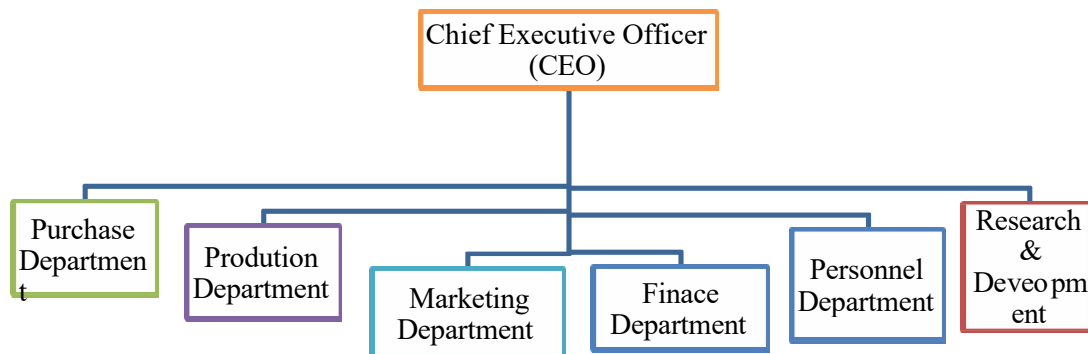 Chief Executive Officer
(CEO)
Purchase
Departmen
t
Prodution
Department
Marketing
Department
Finace
Department
Personnel
Department
Research
&
Deveo pm
ent